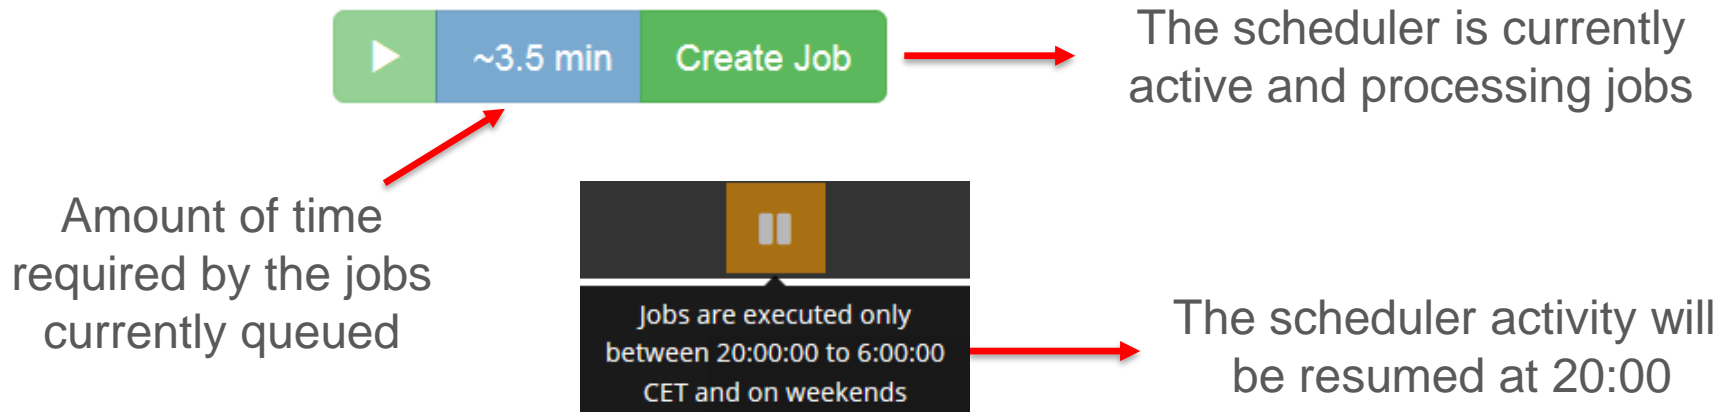 ~3.5 min
Create Job
The scheduler is currently
active and processing jobs
Amount of time
required by the jobs
currently queued
Jobs are executed only
between 20:00:00 to 6:00:00
CET and on weekends
The scheduler activity will
be resumed at 20:00